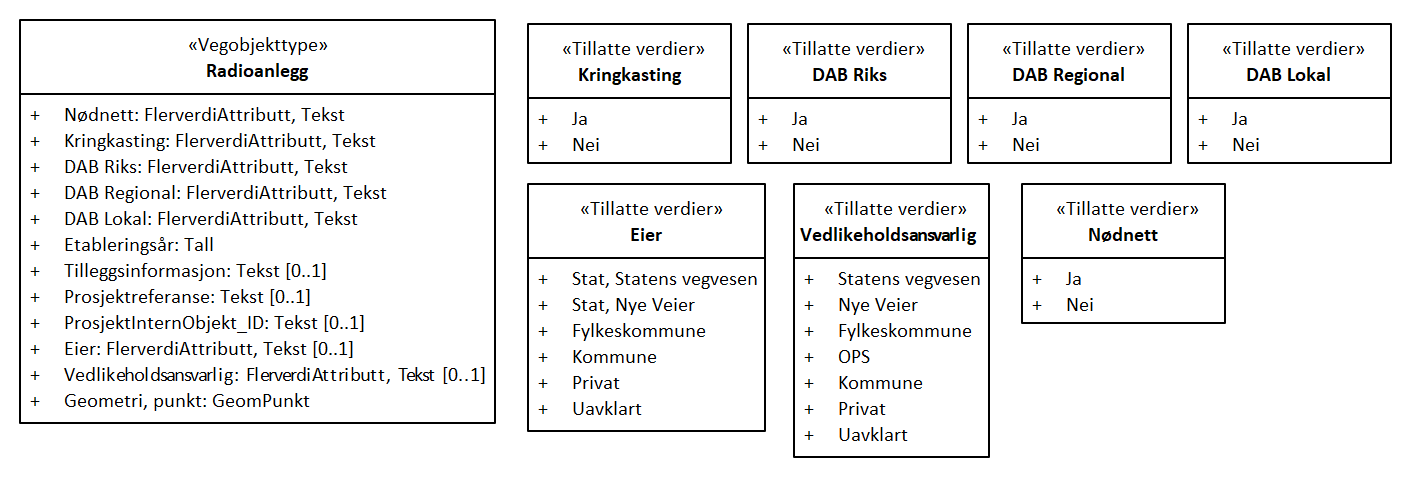 «Vegobjekttype»
Radioanlegg
+ Nødnett: FlerverdiAttributt, Tekst
+ Kringkasting: FlerverdiAttributt, Tekst
+ DAB Riks: FlerverdiAttributt, Tekst
+ DAB Regional: FlerverdiAttributt, Tekst
+ DAB Lokal: FlerverdiAttributt, Tekst
+ Etableringsår: Tall
+ Tilleggsinformasjon: Tekst [0..1]
+ Prosjektreferanse: Tekst [0..1]
+ ProsjektInternObjekt_ID: Tekst [0..1]
+ Eier: FlerverdiAttributt, Tekst [0..1]
+ Vedlikeholdsansvarlig: FlerverdiAttributt, Tekst [0..1]
+ Geometri, punkt: GeomPunkt
«Tillatte verdier»
Kringkasting
+ Ja
+ Nei
«Tillatte verdier»
DAB Riks
+ Ja
+ Nei
«Tillatte verdier»
DAB Regional
+ Ja
+ Nei
«Tillatte verdier»
DAB Lokal
+ Ja
+ Nei
«Tillatte verdier»
Eier
+ Stat, Statens vegvesen
+ Stat, Nye Veier
+ Fylkeskommune
+ Kommune
+ Privat
+ Uavklart
«Tillatte verdier»
Vedlikeholdsansvarlig
+ Statens vegvesen
+ Nye Veier
+ Fylkeskommune
+ OPS
+ Kommune
+ Privat
+ Uavklart
«Tillatte verdier»
Nødnett
+ Ja
+ Nei